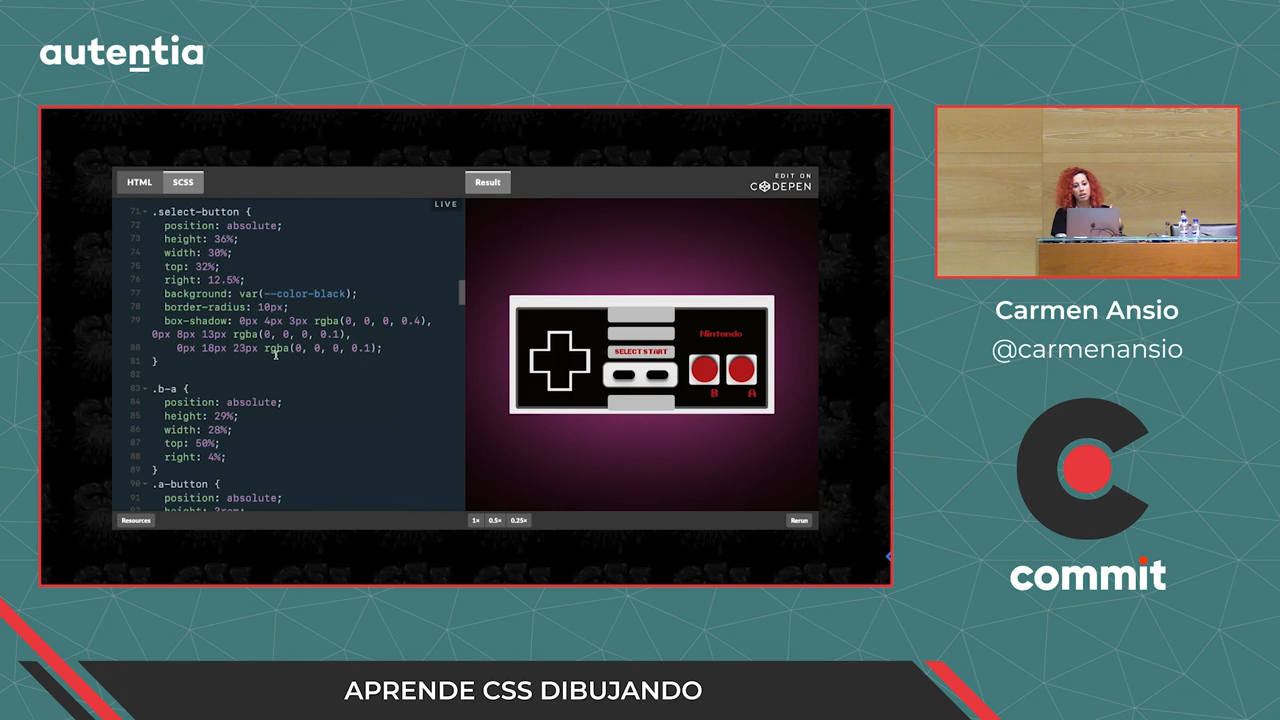 autentia
HTML
SCSS
Result
EDIT ON
CODEPEN
LIVE
71 .select-button {
72 position: absolute;
73 height: 36%;
74 width: 30%;
75 top: 32%;
76 right: 12.5%;
77 background: var(--color-black);
78 border-radius: 10px;
79 box-shadow: 0px 4px 3px rgba(0, 0, 0, 0.4),
0px 8px 13px rgba(0, 0, 0, 0.1),
80 0px 18px 23px rgba(0, 0, 0, 0.1);
81 }
82
83 .b-a {
84 position: absolute;
85 height: 29%;
86 width: 28%;
87 top: 50%;
88 right: 4%;
89 }
90 .a-button {
91 position: absolute;
Nintendo
SELECT START
B A
Resources
1× 0.5× 0.25×
Rerun
Carmen Ansio
@carmenansio
commit
APRENDE CSS DIBUJANDO